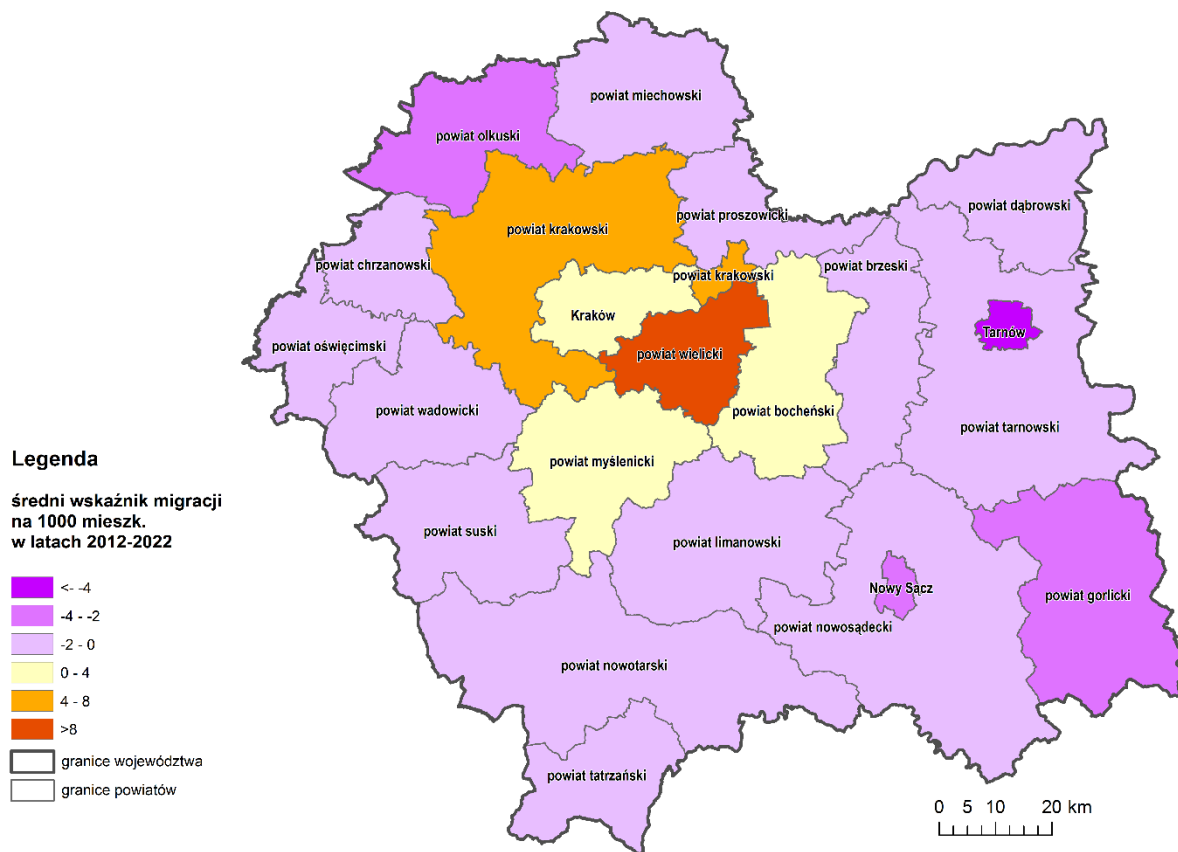 powiat miechowski
powiat olkuski
powiat dąbrowski
powiat proszowicki
powiat krakowski
powiat chrzanowski
powiat brzeski
powiat krakowski
Kraków
Tarnów
powiat oświęcimski
powiat wielicki
powiat wadowicki
powiat bocheński
powiat tarnowski
powiat myślenicki
powiat suski
powiat limanowski
Nowy Sącz
powiat gorlicki
powiat nowosądecki
powiat nowotarski
powiat tatrzański
Legenda
średni wskaźnik migracji
na 1000 mieszk.
w latach 2012-2022
<- -4
-4 - -2
-2 - 0
0 - 4
4 - 8
>8
granice województwa
granice powiatów
0 5 10 20 km